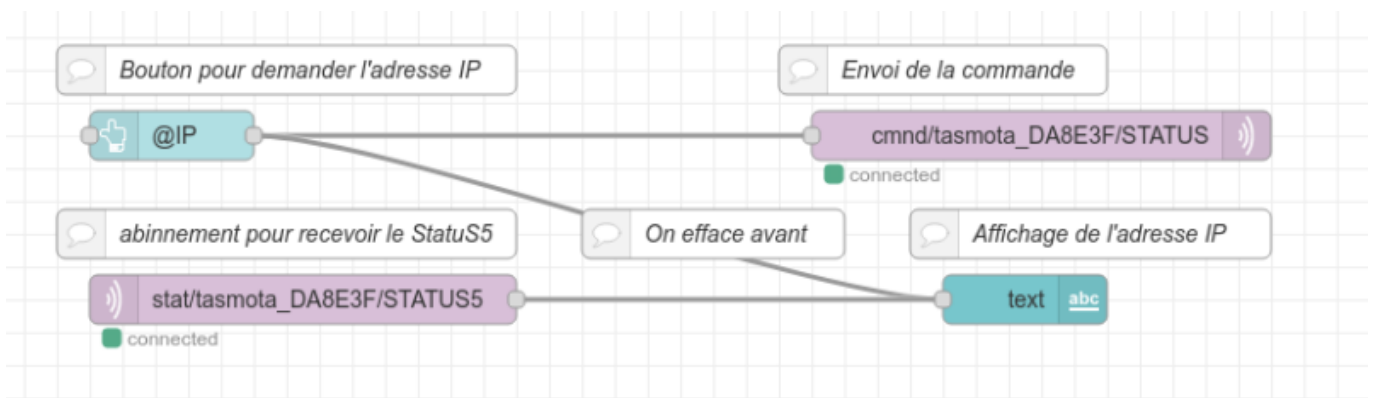 Bouton pour demander l'adresse IP
Envoi de la commande
@IP
cmnd/tasmota_DA8E3F/STATUS
connected
abinnement pour recevoir le StatuS5
On efface avant
Affichage de l'adresse IP
stat/tasmota_DA8E3F/STATUS5
text
abc
connected